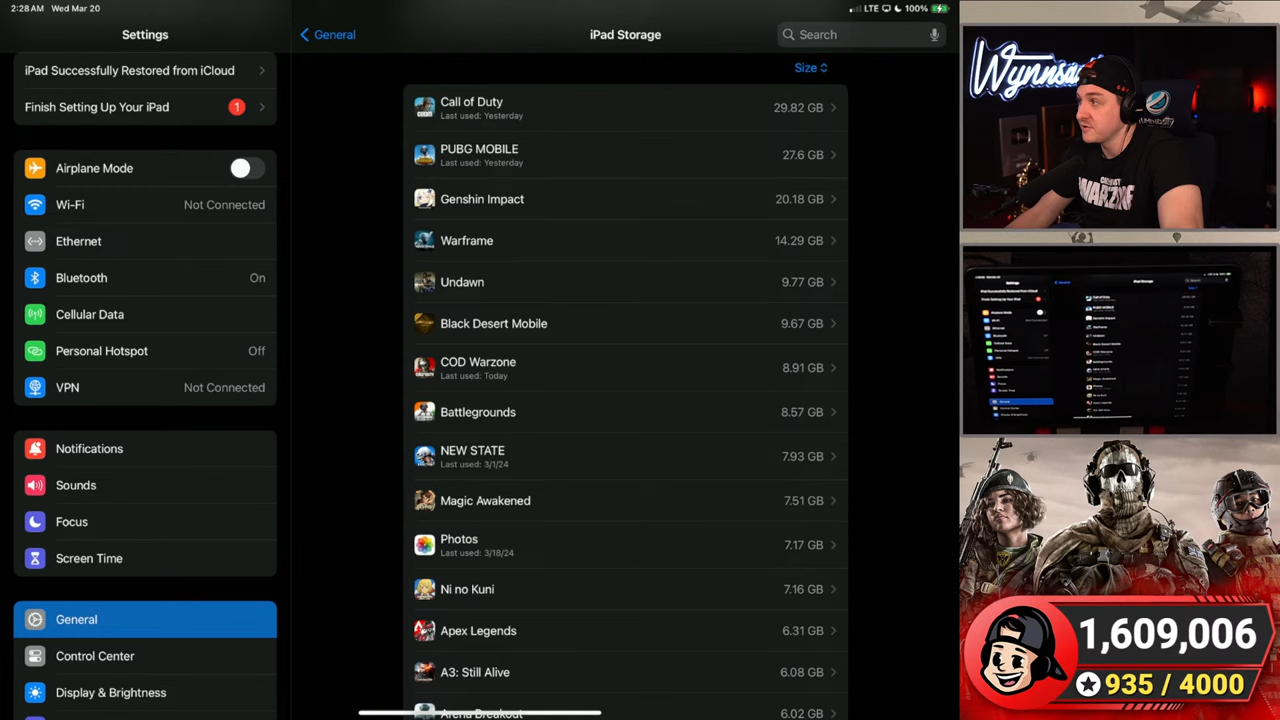 2:28 AM Wed Mar 20
LTE 100%
Settings
General
iPad Storage
Search
iPad Successfully Restored from iCloud
Finish Setting Up Your iPad 1
Airplane Mode
Wi-Fi Not Connected
Ethernet
Bluetooth On
Cellular Data
Personal Hotspot Off
VPN Not Connected
Notifications
Sounds
Focus
Screen Time
General
Control Center
Display & Brightness
Size
Call of Duty 29.82 GB
Last used: Yesterday
PUBG MOBILE 27.6 GB
Last used: Yesterday
Genshin Impact 20.18 GB
Warframe 14.29 GB
Undawn 9.77 GB
Black Desert Mobile 9.67 GB
COD Warzone 8.91 GB
Last used: Today
Battlegrounds 8.57 GB
NEW STATE 7.93 GB
Last used: 3/1/24
Magic Awakened 7.51 GB
Photos 7.17 GB
Last used: 3/18/24
Ni no Kuni 7.16 GB
Apex Legends 6.31 GB
A3: Still Alive 6.08 GB
Arena Breakout 6.02 GB
WARZONE
1,609,006
935 / 4000